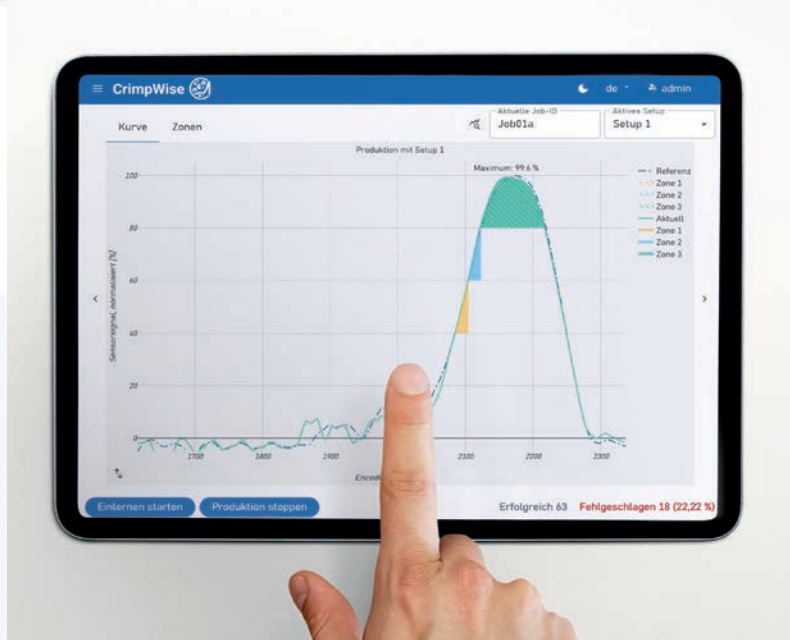 CrimpWise
de
admin
Kurve
Zonen
Aktuelle Job-ID
Job01a
Aktives Setup
Setup 1
Produktion mit Setup 1
Maximum: 99.6 %
Referenz
Zone 1
Zone 2
Zone 3
Aktuell
Zone 1
Zone 2
Zone 3
Sensorsignal, normalisiert [%]
100
80
60
40
20
0
1700
1800
1900
2100
2200
2300
Einlernen starten
Produktion stoppen
Erfolgreich 63
Fehlgeschlagen 18 (22,22 %)